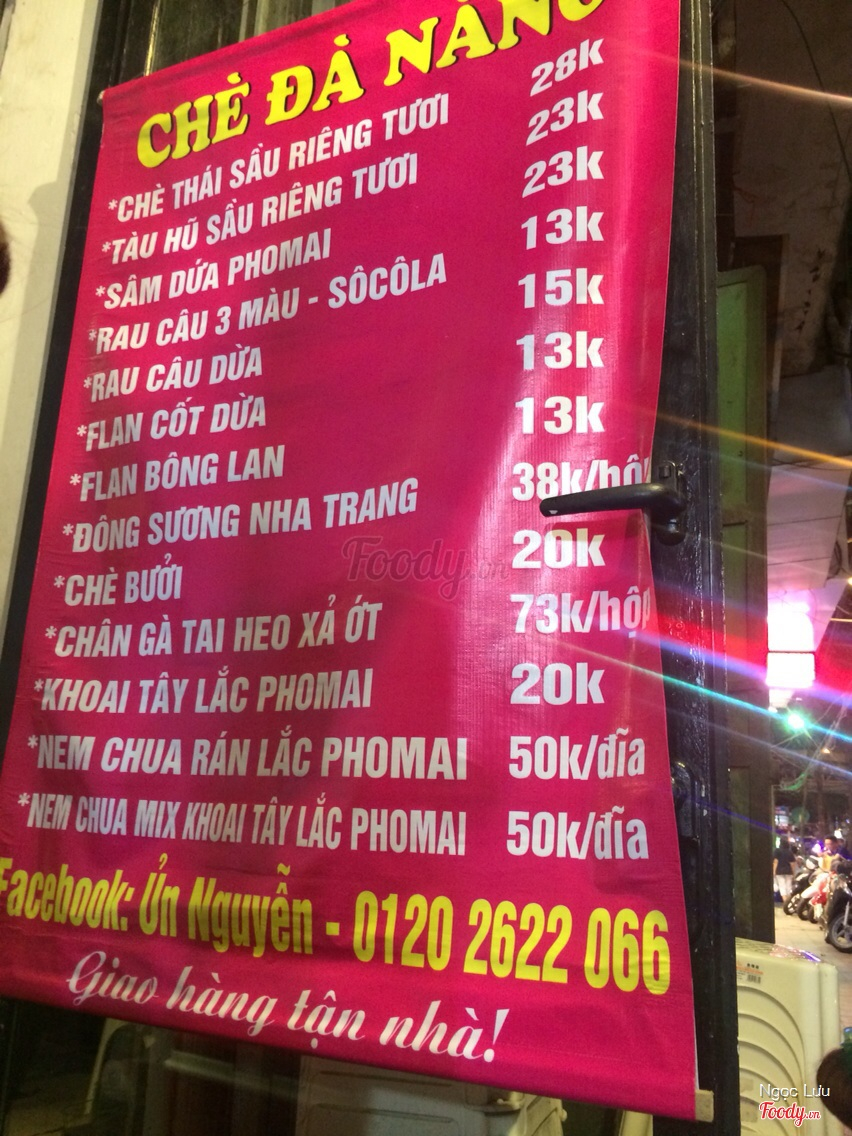 CHÈ ĐÀ NẴNG
*CHÈ THÁI SẦU RIÊNG TƯƠI 28k
*TÀU HŨ SẦU RIÊNG TƯƠI 23k
*SÂM DỨA PHOMAI 23k
*RAU CÂU 3 MÀU - SÔCÔLA 13k
*RAU CÂU DỪA 15k
*FLAN CỐT DỪA 13k
*FLAN BÔNG LAN 13k
*ĐÔNG SƯƠNG NHA TRANG 38k/hộp
*CHÈ BƯỞI 20k
*CHÂN GÀ TAI HEO XẢ ỚT 73k/hộp
*KHOAI TÂY LẮC PHOMAI 20k
*NEM CHUA RÁN LẮC PHOMAI 50k/đĩa
*NEM CHUA MIX KHOAI TÂY LẮC PHOMAI 50k/đĩa
Facebook: Ủn Nguyễn - 0120 2622 066
Giao hàng tận nhà!
Foody.vn
Ngọc Lưu
Foody.vn